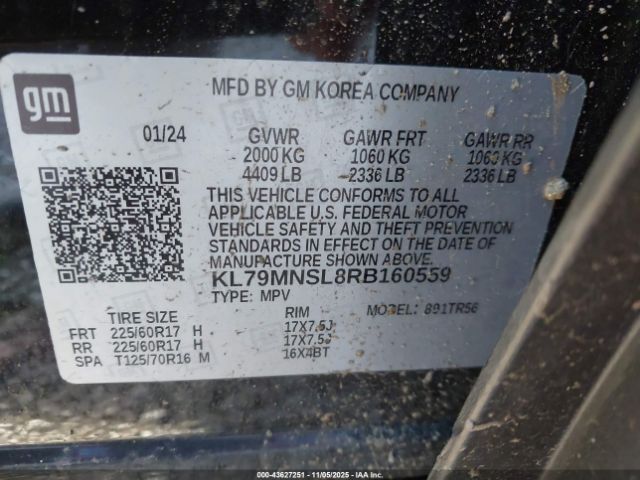 gm
MFD BY GM KOREA COMPANY
01/24 GVWR GAWR FRT GAWR RR
2000 KG 1060 KG 1060 KG
4409 LB 2336 LB 2336 LB
THIS VEHICLE CONFORMS TO ALL
APPLICABLE U.S. FEDERAL MOTOR
VEHICLE SAFETY AND THEFT PREVENTION
STANDARDS IN EFFECT ON THE DATE OF
MANUFACTURE SHOWN ABOVE.
KL79MNSL8RB160559
TYPE: MPV MODEL: 891TR56
TIRE SIZE RIM
FRT 225/60R17 H 17X7.5J
RR 225/60R17 H 17X7.5J
SPA T125/70R16 M 16X4BT
000-43627251 - 11/05/2025 - IAAI.COM